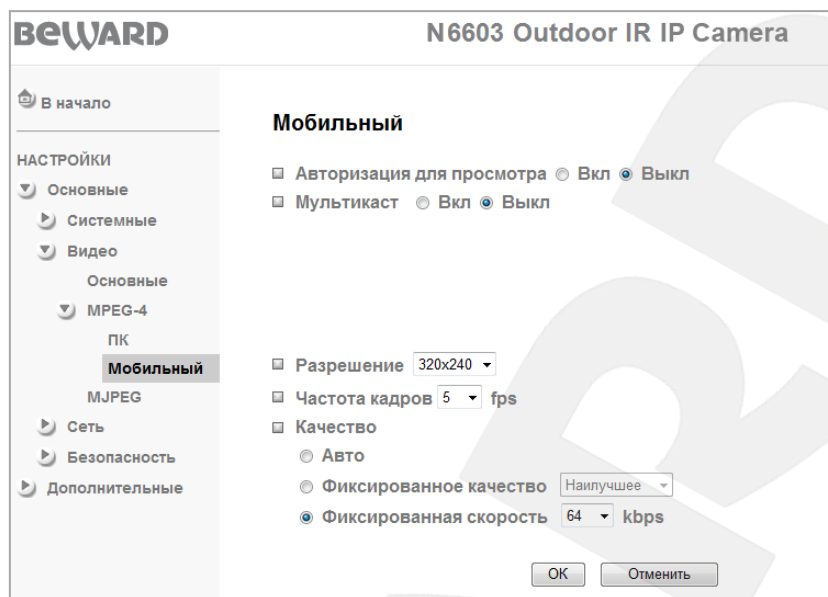 BEWARD
N6603 Outdoor IR IP Camera
В начало
НАСТРОЙКИ
Основные
Системные
Видео
Основные
MPEG-4
ПК
Мобильный
MJPEG
Сеть
Безопасность
Дополнительные
Мобильный
Авторизация для просмотра Вкл Выкл
Мультикаст Вкл Выкл
Разрешение 320x240
Частота кадров 5 fps
Качество
Авто
Фиксированное качество Наилучшее
Фиксированная скорость 64 kbps
OK Отменить